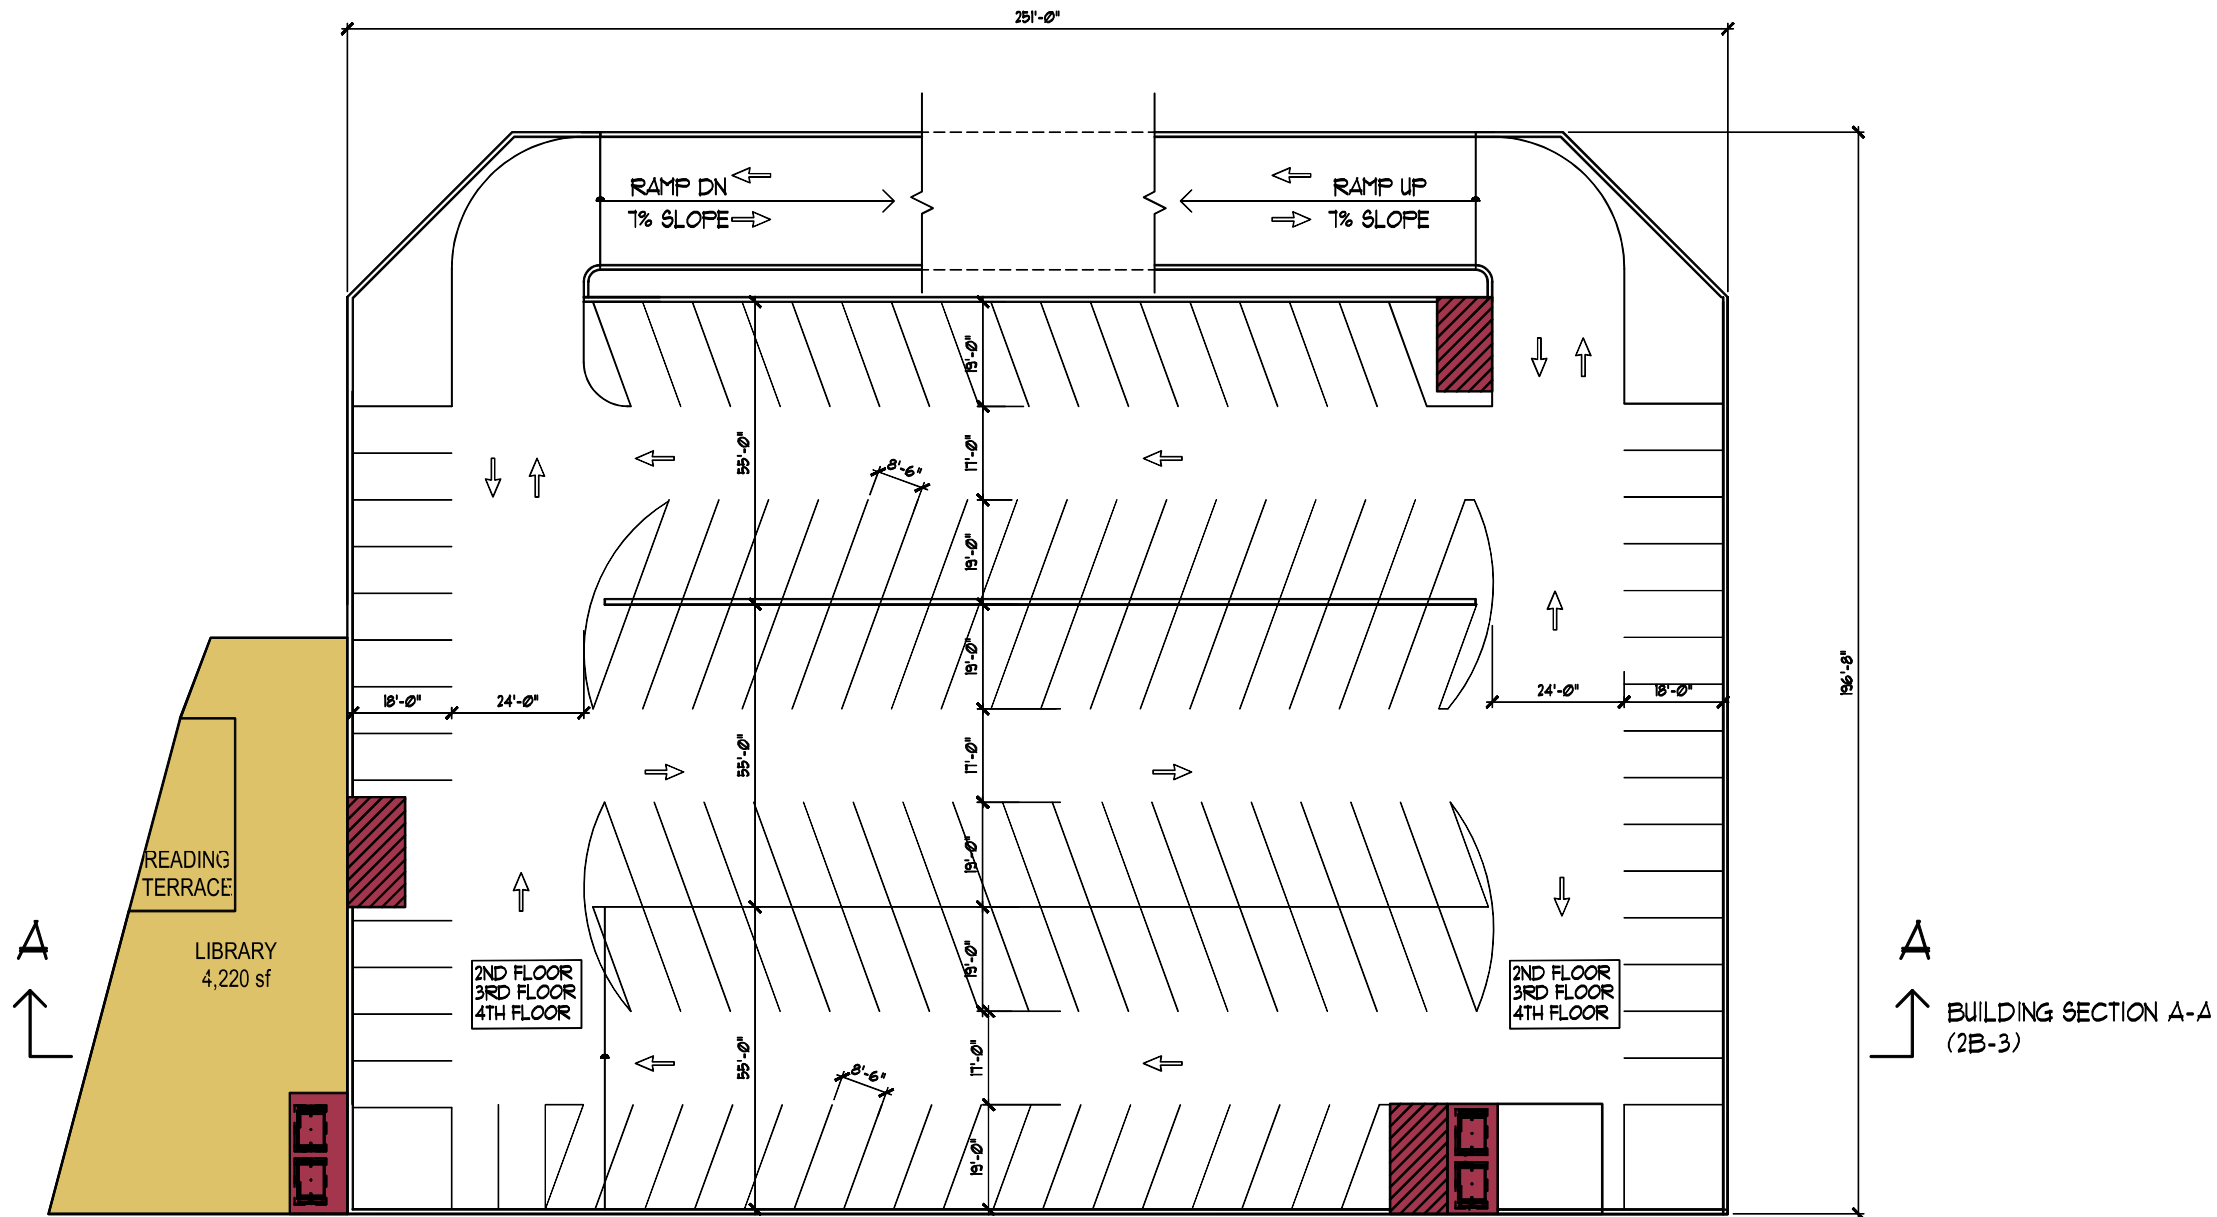 251'-0"
RAMP DN
7% SLOPE
RAMP UP
7% SLOPE
19'-0"
55'-0"
17'-0"
8'-6"
19'-0"
19'-0"
196'-8"
18'-0"
24'-0"
24'-0"
18'-0"
55'-0"
17'-0"
READING
TERRACE
19'-0"
A
LIBRARY
4,220 sf
2ND FLOOR
3RD FLOOR
4TH FLOOR
19'-0"
2ND FLOOR
3RD FLOOR
4TH FLOOR
A
BUILDING SECTION A-A
(2B-3)
55'-0"
17'-0"
8'-6"
19'-0"